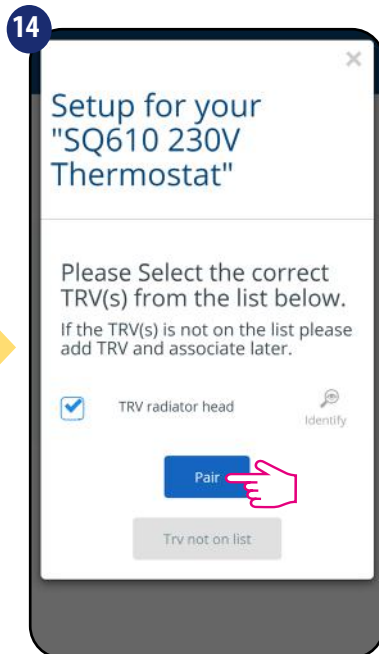 14
×
Setup for your
"SQ610 230V
Thermostat"
Please Select the correct
TRV(s) from the list below.
If the TRV(s) is not on the list please
add TRV and associate later.
TRV radiator head
Identify
Pair
Trv not on list